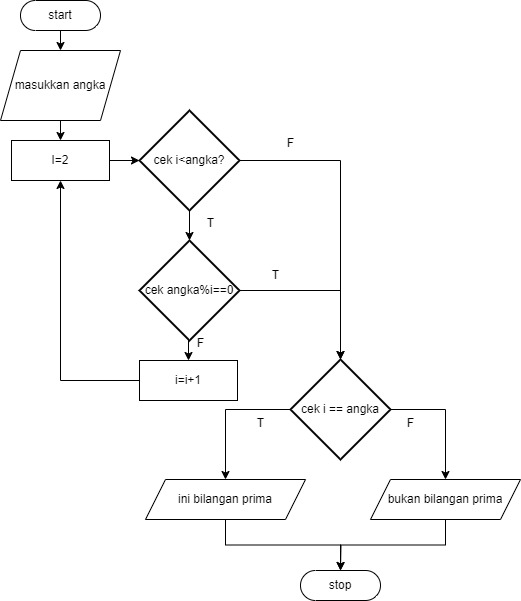 start
masukkan angka
I=2
cek i<angka?
F
T
cek angka%i==0
T
F
i=i+1
cek i == angka
T
F
ini bilangan prima
bukan bilangan prima
stop